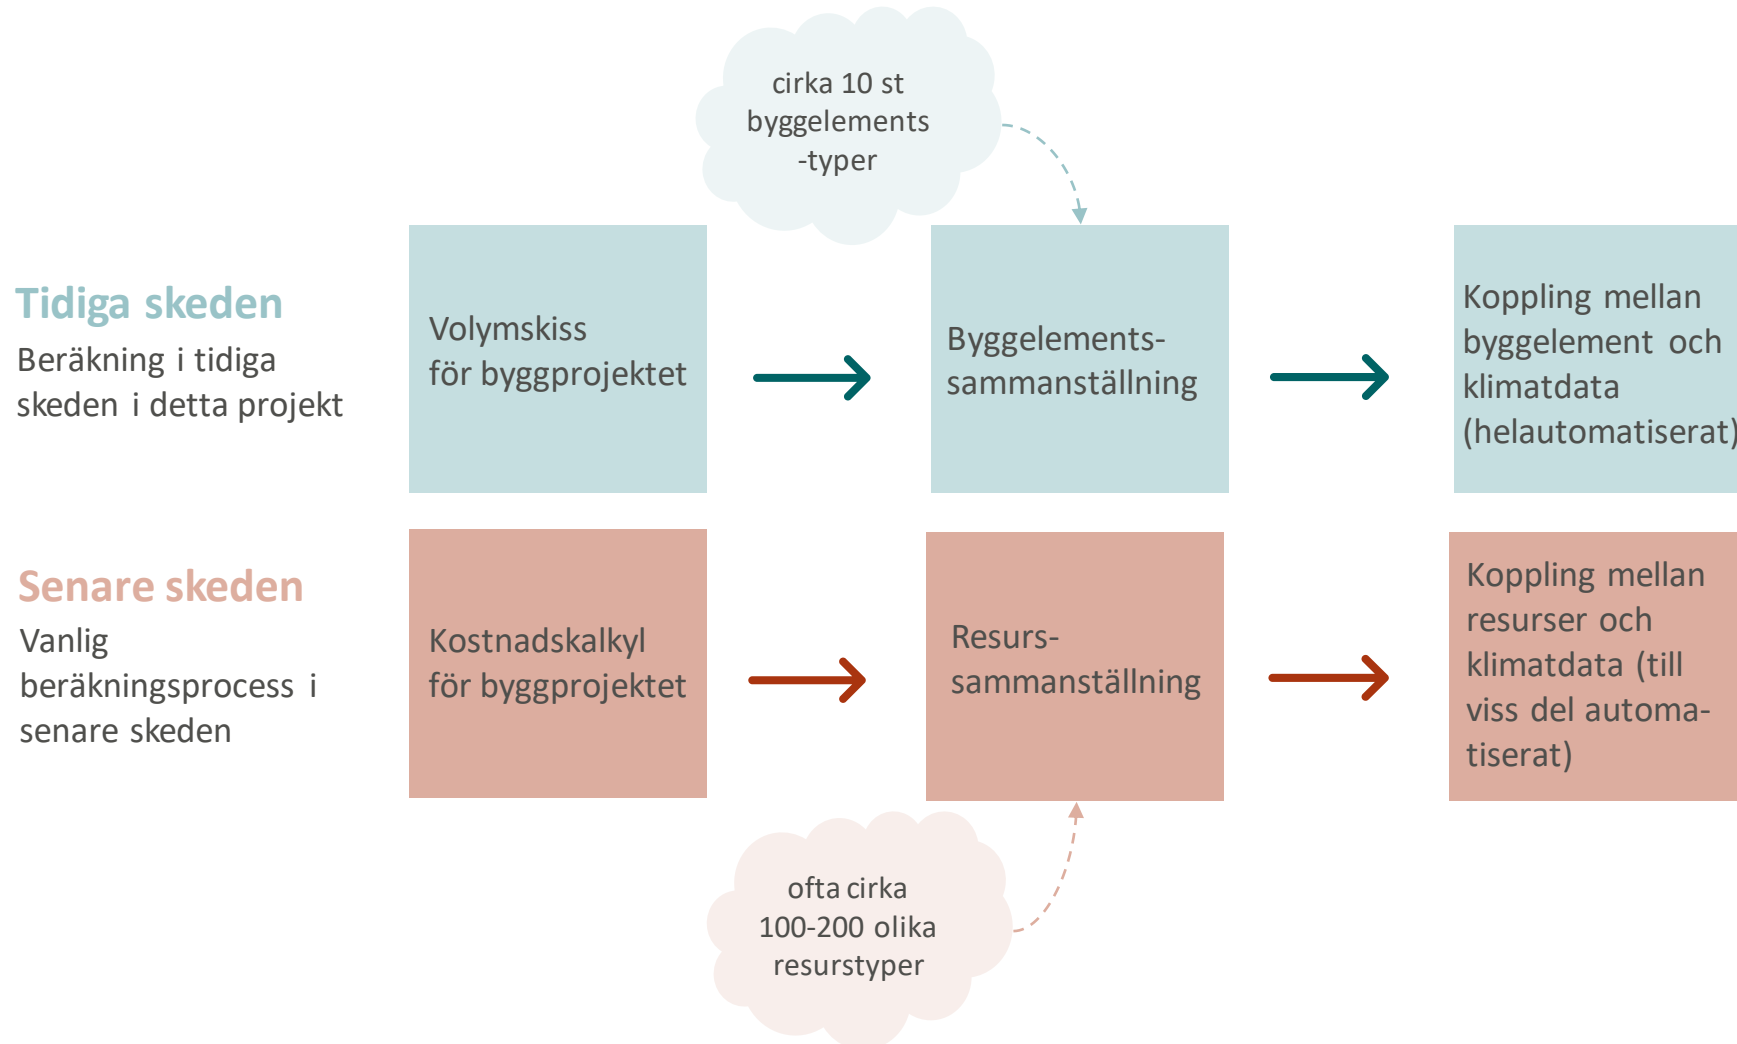 cirka 10 st
byggelements
-typer
Tidiga skeden
Beräkning i tidiga
skeden i detta projekt
Volymskiss
för byggprojektet
Byggelements-
sammanställning
Koppling mellan
byggelement och
klimatdata
(helautomatiserat)
Senare skeden
Vanlig
beräkningsprocess i
senare skeden
Kostnadskalkyl
för byggprojektet
Resurs-
sammanställning
Koppling mellan
resurser och
klimatdata (till
viss del automa-
tiserat)
ofta cirka
100-200 olika
resurstyper